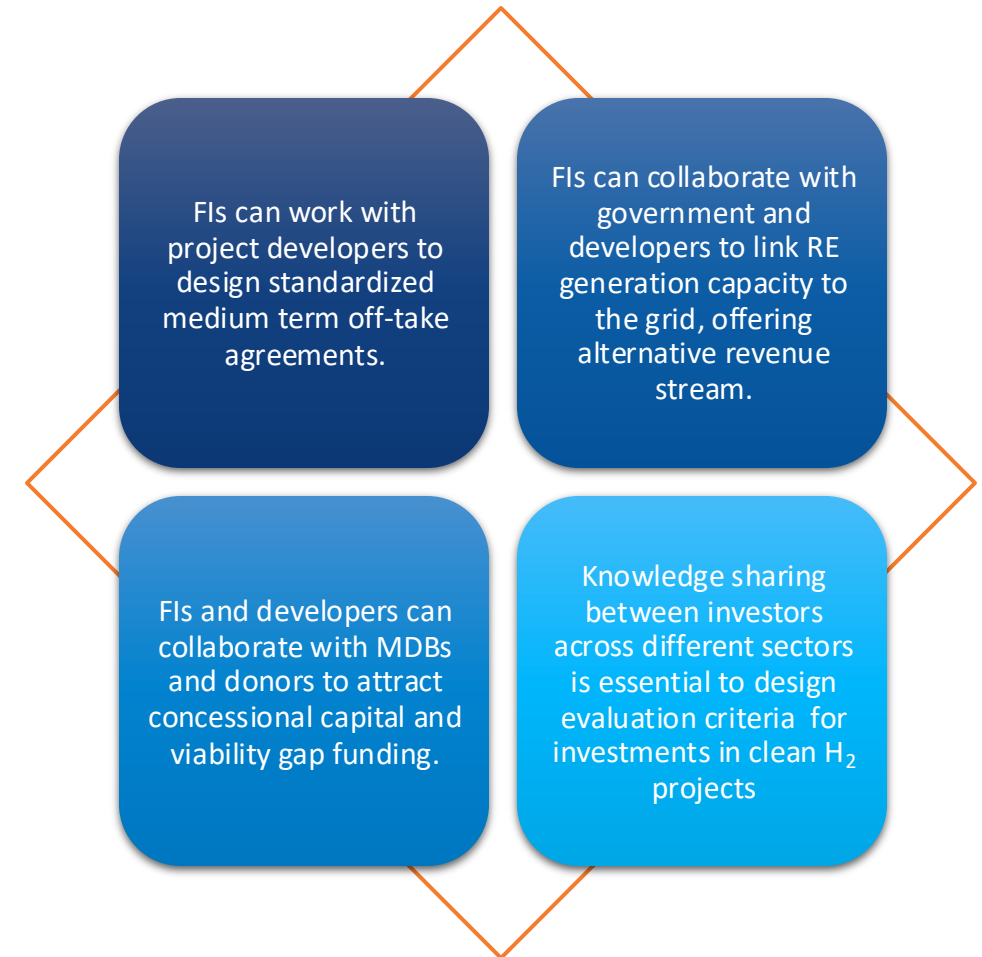 FIs can work with
project developers to
design standardized
medium term off-take
agreements.
FIs can collaborate with
government and
developers to link RE
generation capacity to
the grid, offering
alternative revenue
stream.
FIs and developers can
collaborate with MDBs
and donors to attract
concessional capital and
viability gap funding.
Knowledge sharing
between investors
across different sectors
is essential to design
evaluation criteria  for
investments in clean H₂
projects